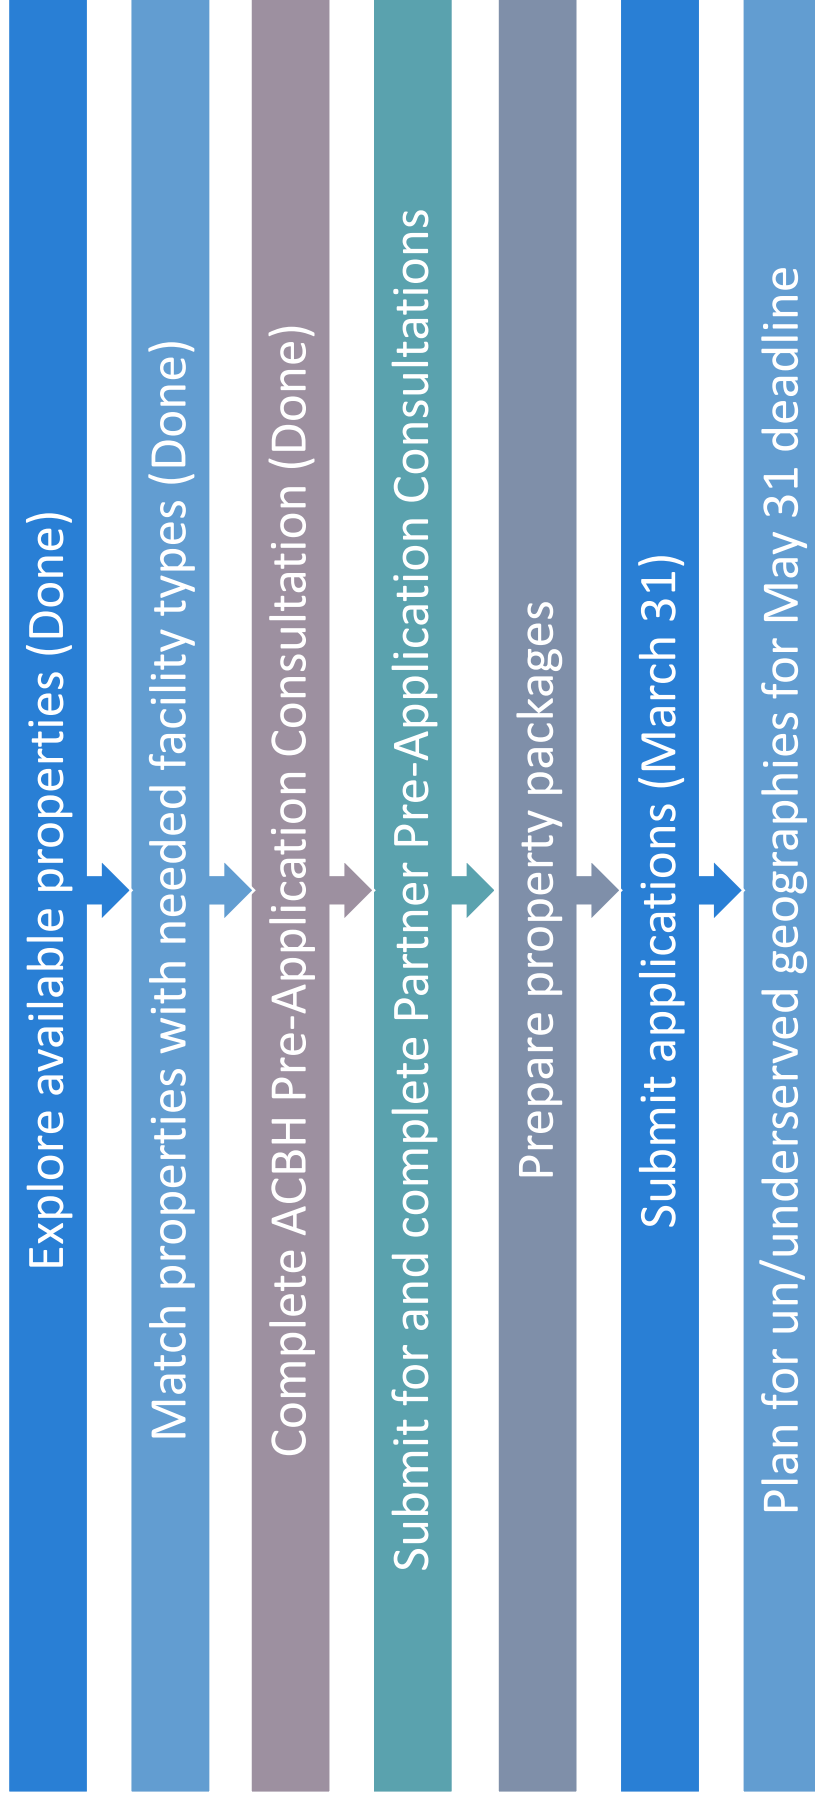 Explore available properties (Done)
Match properties with needed facility types (Done)
Complete ACBH Pre-Application Consultation (Done)
Submit for and complete Partner Pre-Application Consultations
Prepare property packages
Submit applications (March 31)
Plan for un/underserved geographies for May 31 deadline